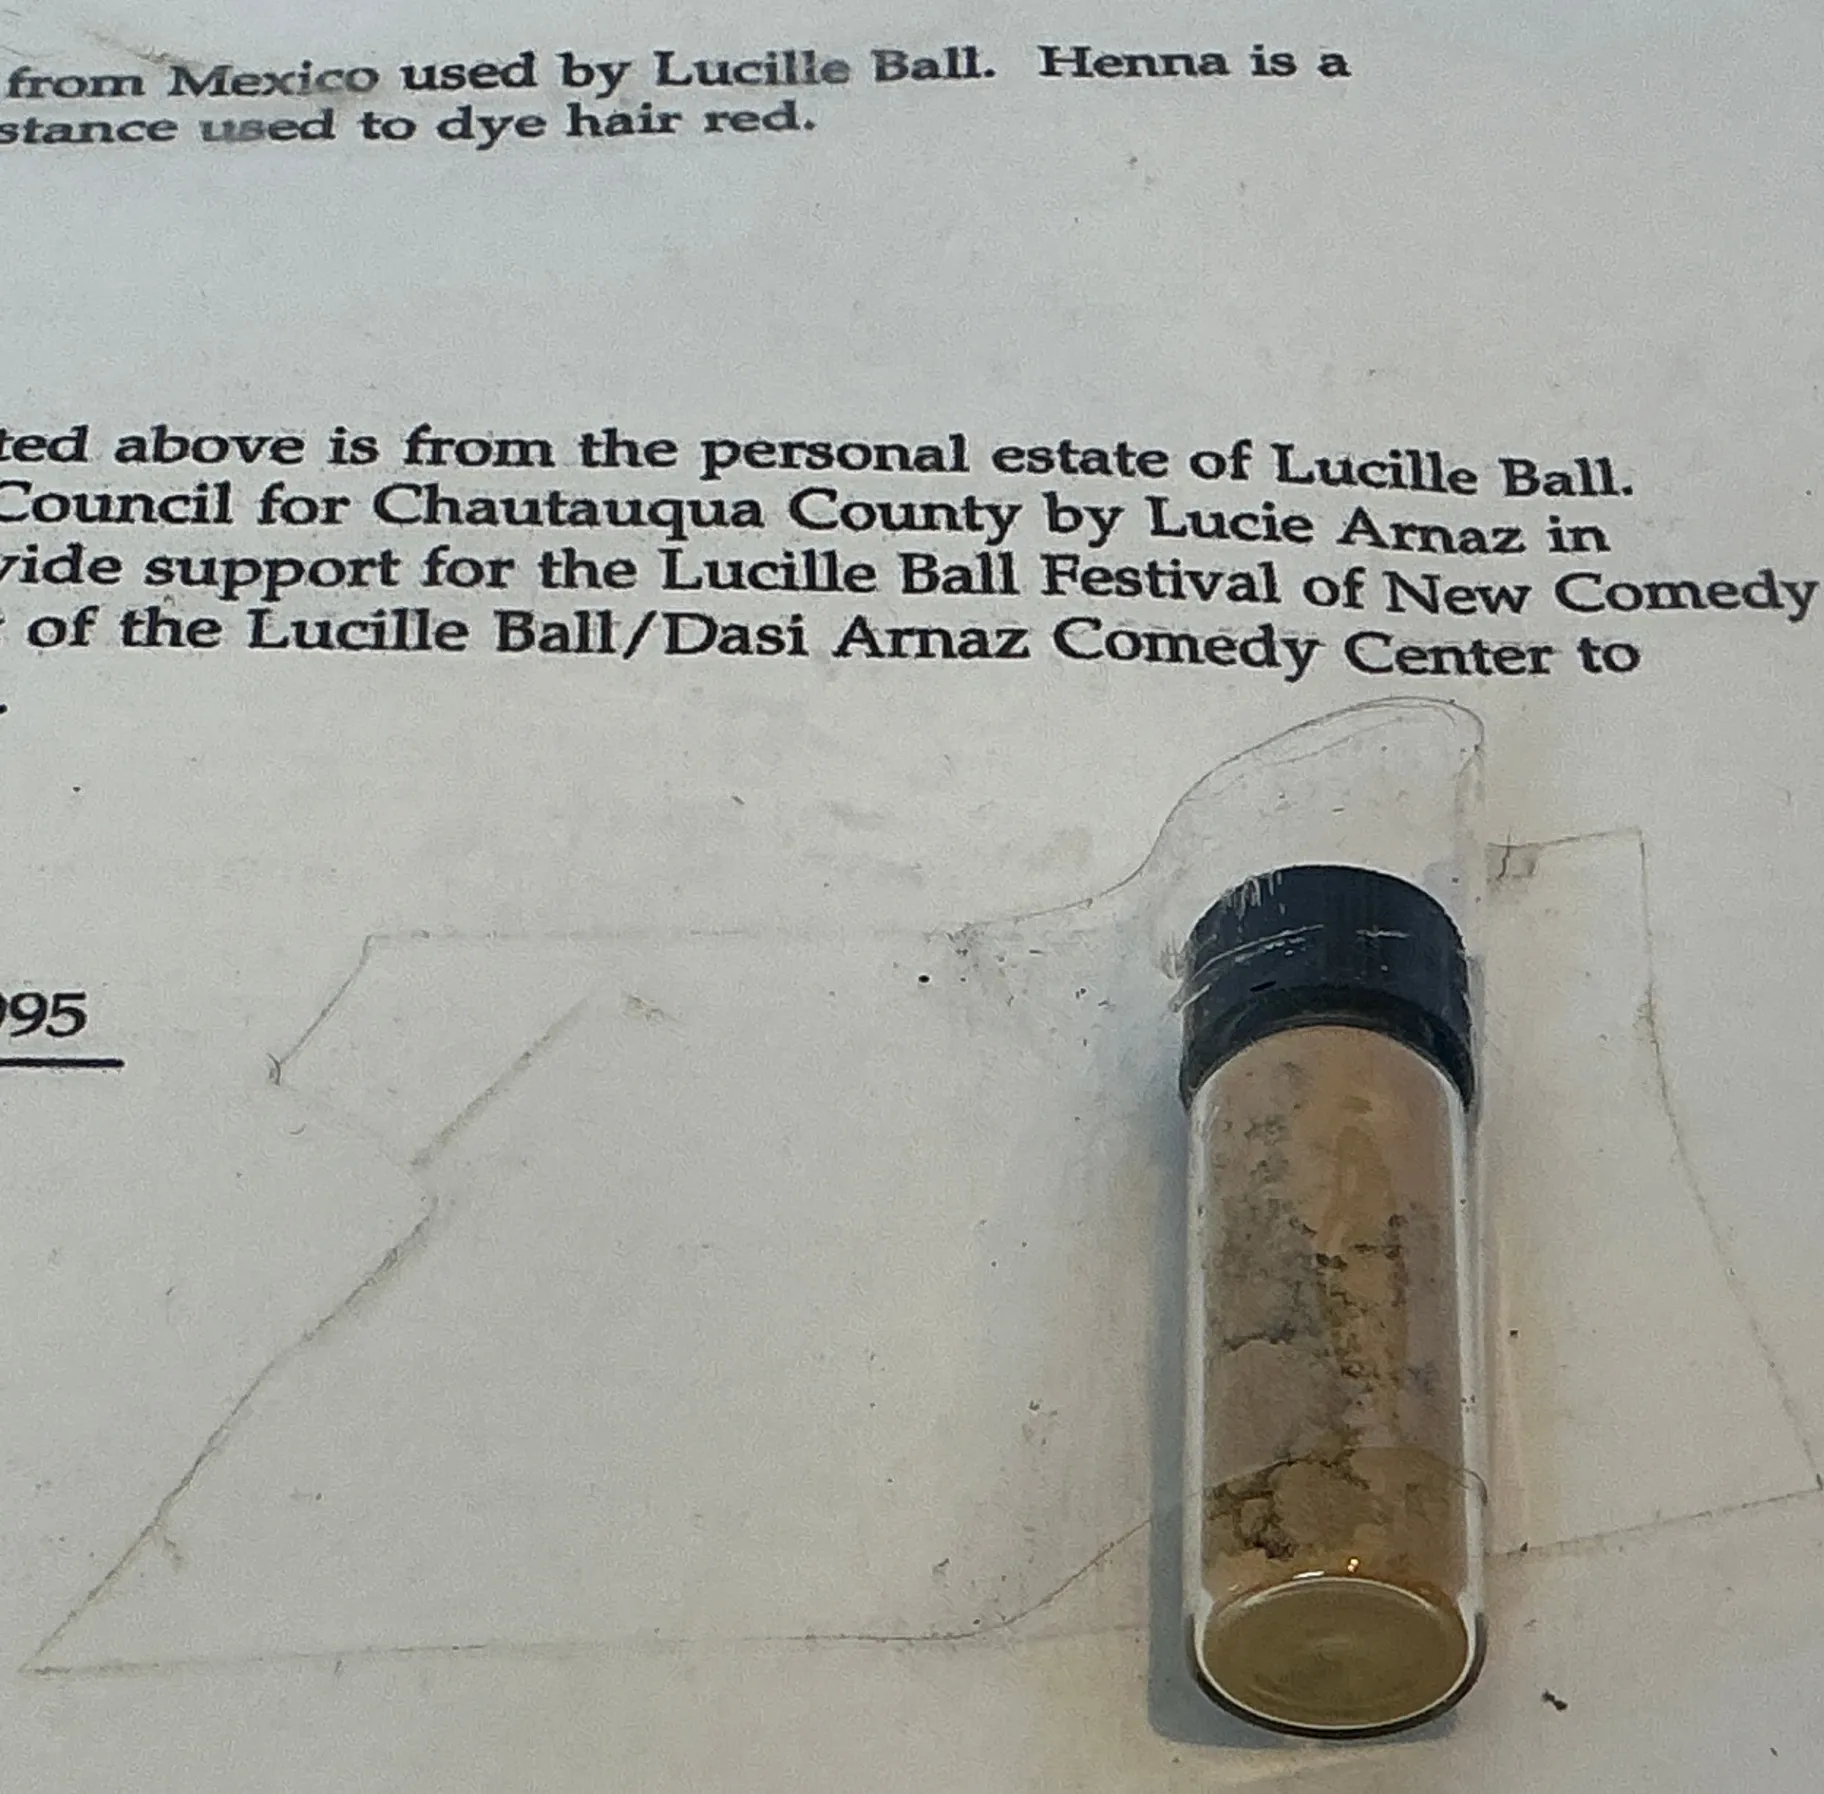 from Mexico used by Lucille Ball. Henna is a
stance used to dye hair red.
ted above is from the personal estate of Lucille Ball.
Council for Chautauqua County by Lucie Arnaz in
vide support for the Lucille Ball Festival of New Comedy
of the Lucille Ball/Dasi Arnaz Comedy Center to
95